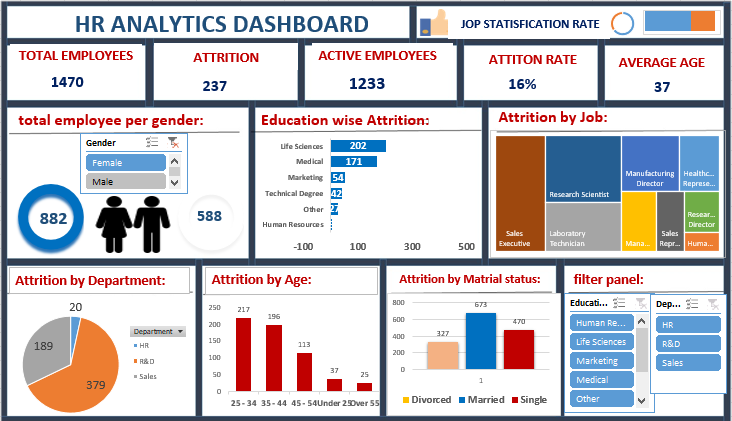 HR ANALYTICS DASHBOARD
JOP STATISFICATION RATE
TOTAL EMPLOYEES
1470
ATTRITION
237
ACTIVE EMPLOYEES
1233
ATTITON RATE
16%
AVERAGE AGE
37
total employee per gender:
Gender
Female
Male
882
588
Education wise Attrition:
Life Sciences
202
Medical
171
Marketing
54
Technical Degree
42
Other
27
Human Resources
-100
100
300
500
Attrition by Job:
Sales
Executive
Research Scientist
Laboratory
Technician
Manufacturing
Director
Healthc...
Represe...
Mana...
Sales
Repr...
Resear...
Director
Huma...
Attrition by Department:
20
189
379
Department
HR
R&D
Sales
Attrition by Age:
250
200
150
100
50
0
217
196
113
37
25
25 - 34
35 - 44
45 - 54
Under 25
Over 55
Attrition by Matrial status:
800
600
400
200
0
327
673
470
1
Divorced
Married
Single
filter panel:
Educati...
Human Re...
Life Sciences
Marketing
Medical
Other
Dep...
HR
R&D
Sales